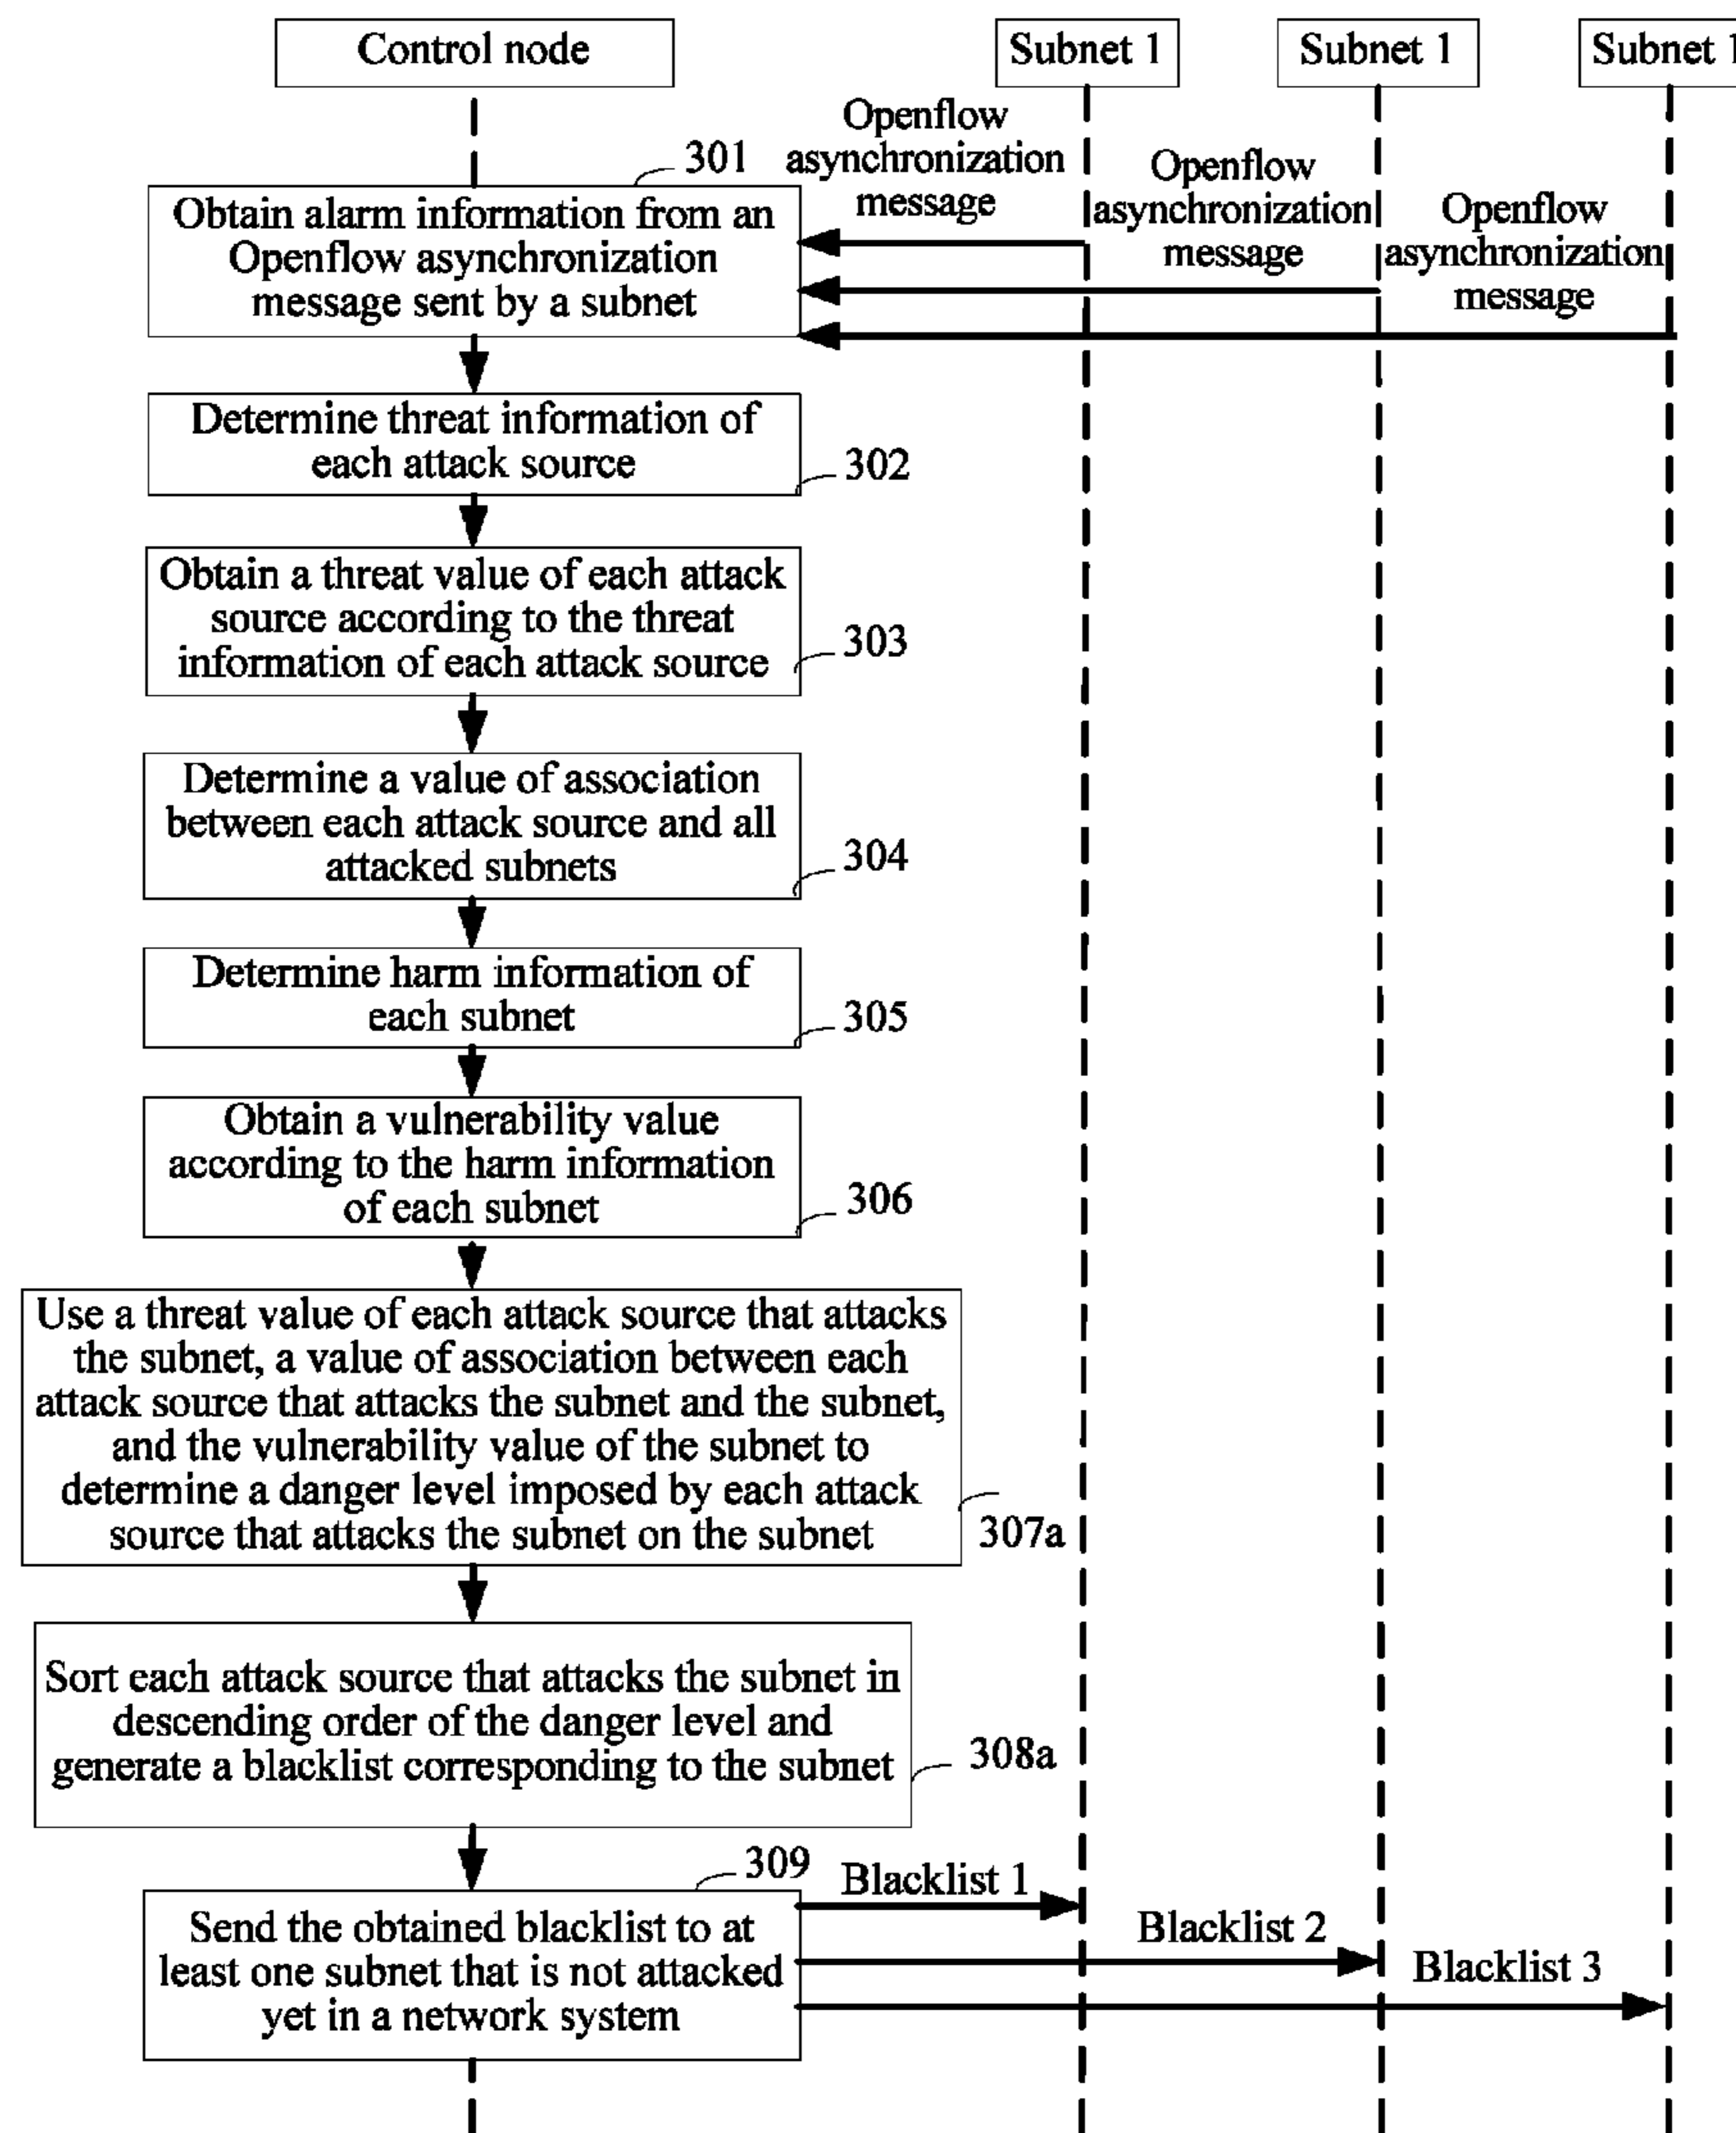 Control node
Subnet 1
Subnet 1
Subnet 1
Openflow
asynchronization
message
Openflow
asynchronization
message
Openflow
asynchronization
message
301
Obtain alarm information from an
Openflow asynchronization
message sent by a subnet
Determine threat information of
each attack source
302
Obtain a threat value of each attack
source according to the threat
information of each attack source
303
Determine a value of association
between each attack source and all
attacked subnets
304
Determine harm information of
each subnet
305
Obtain a vulnerability value
according to the harm information
of each subnet
306
Use a threat value of each attack source that attacks
the subnet, a value of association between each
attack source that attacks the subnet and the subnet,
and the vulnerability value of the subnet to
determine a danger level imposed by each attack
source that attacks the subnet on the subnet
307a
Sort each attack source that attacks the subnet in
descending order of the danger level and
generate a blacklist corresponding to the subnet
308a
309
Send the obtained blacklist to at
least one subnet that is not attacked
yet in a network system
Blacklist 1
Blacklist 2
Blacklist 3